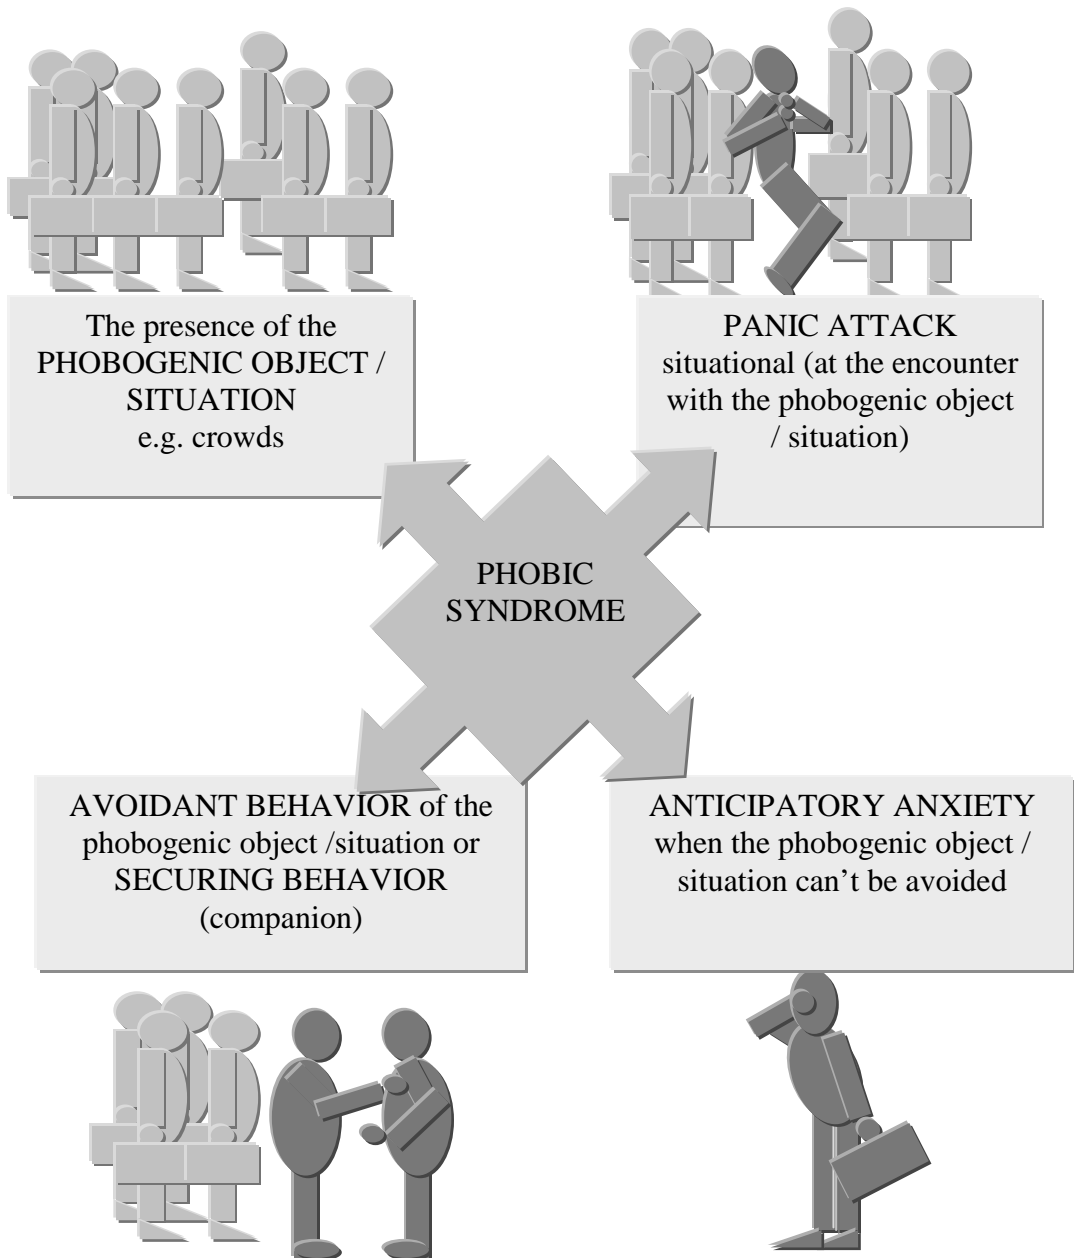 The presence of the
PHOBOGENIC OBJECT /
SITUATION
e.g. crowds
PANIC ATTACK
situational (at the encounter
with the phobogenic object
/ situation)
PHOBIC
SYNDROME
AVOIDANT BEHAVIOR of the
phobogenic object /situation or
SECURING BEHAVIOR
(companion)
ANTICIPATORY ANXIETY
when the phobogenic object /
situation can’t be avoided